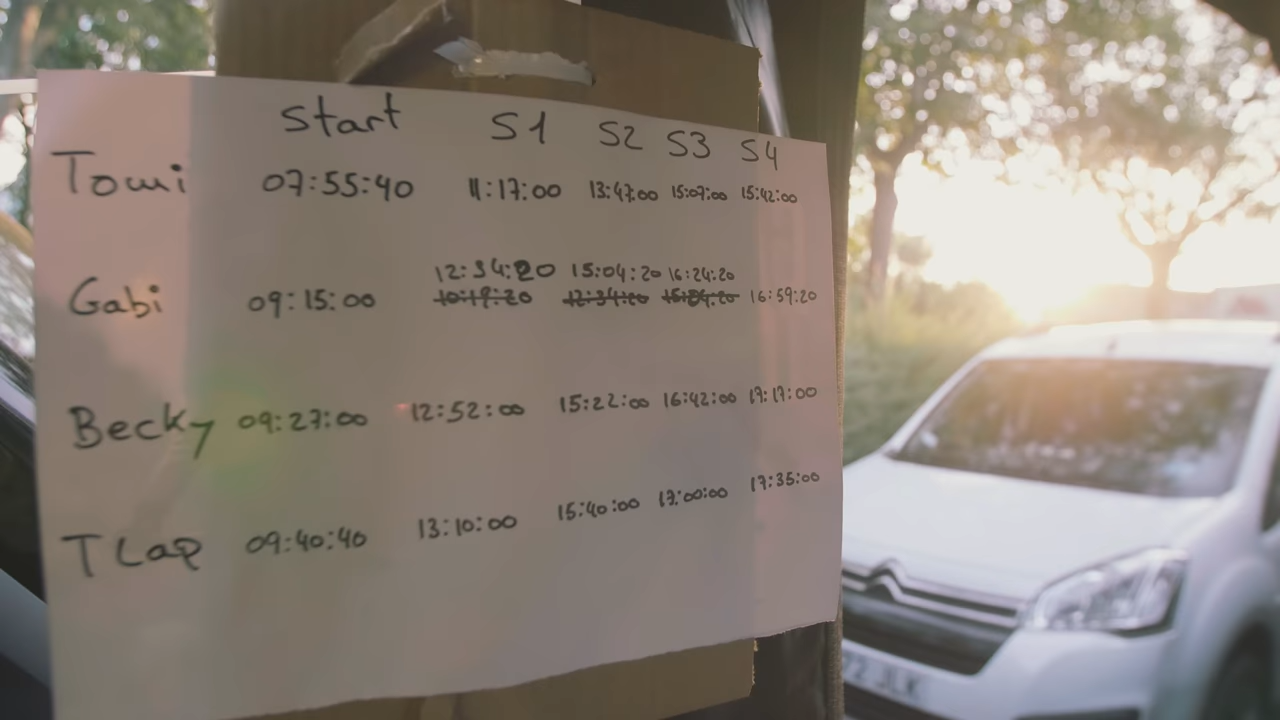 Start S1 S2 S3 S4
Tomi 07:55:40 11:17:00 13:47:00 15:07:00 15:42:00
12:34:20 15:04:20 16:24:20
Gabi 09:15:00 10:19:20 12:34:20 16:59:20
Becky 09:27:00 12:52:00 15:22:00 16:42:00 17:17:00
TLap 09:40:40 13:10:00 15:40:00 17:00:00 17:35:00
2 JLK